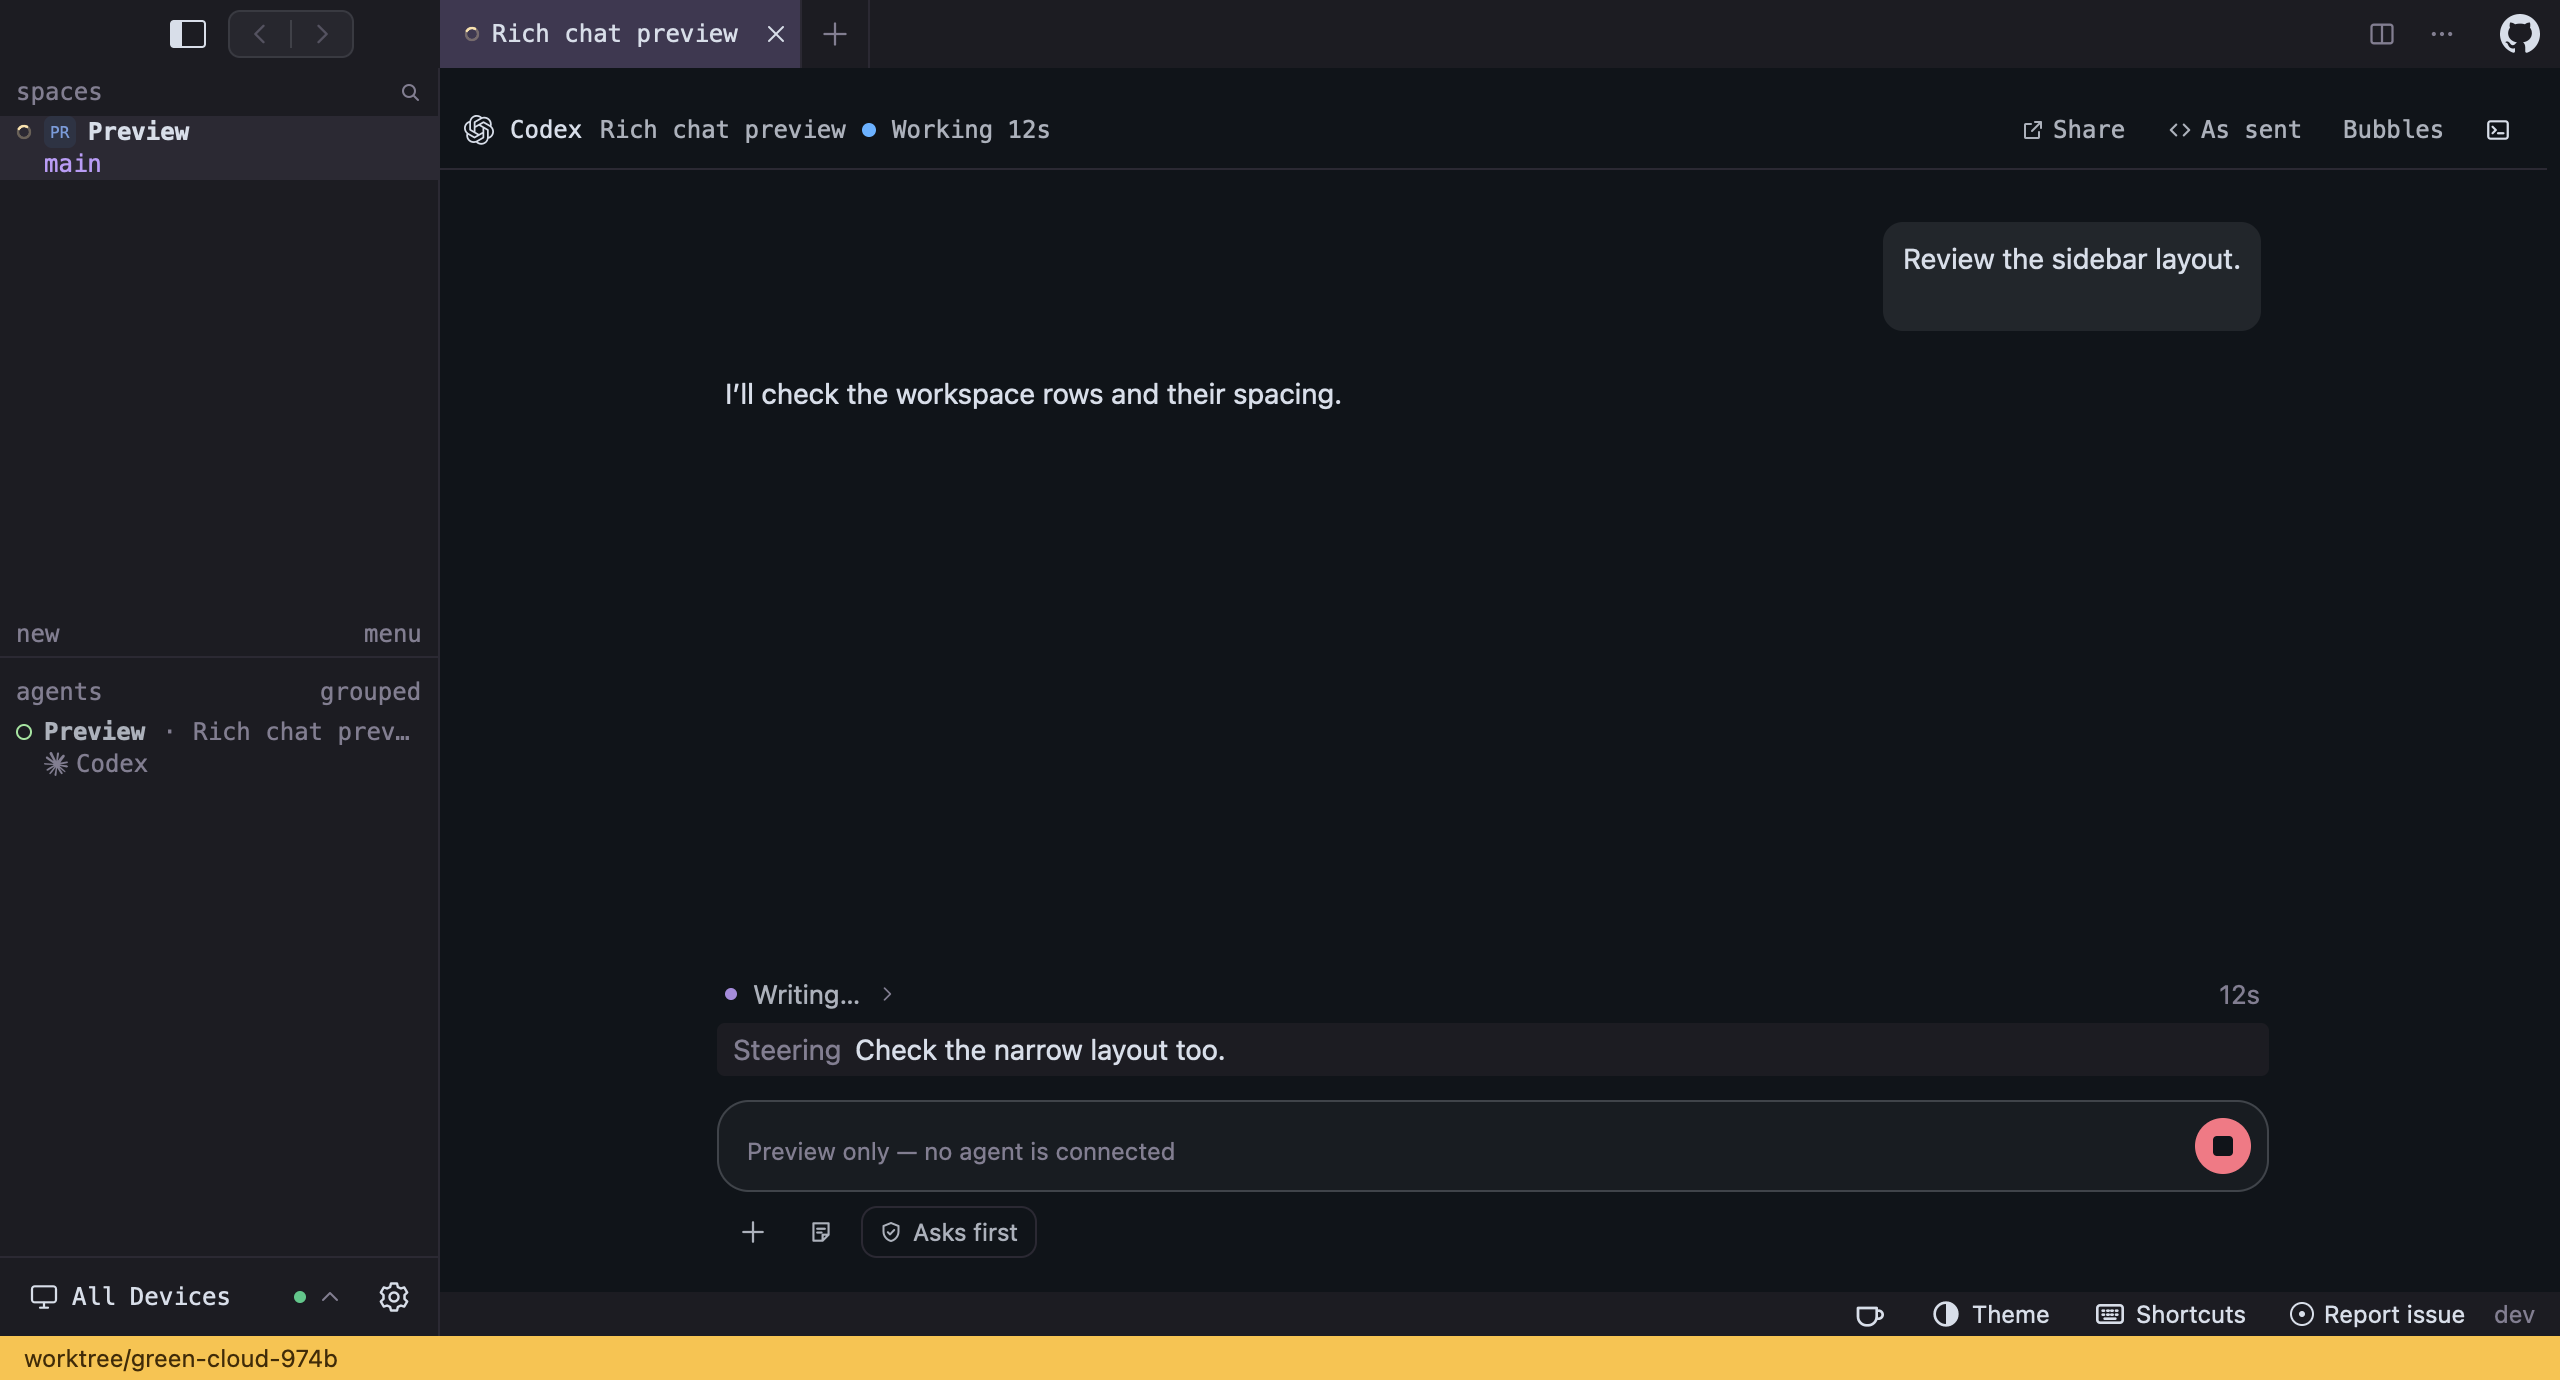 Rich chat preview
spaces
PR Preview
main
Codex Rich chat preview Working 12s
Share As sent Bubbles
Review the sidebar layout.
I’ll check the workspace rows and their spacing.
new menu
agents grouped
Preview · Rich chat prev…
Codex
Writing... 12s
Steering Check the narrow layout too.
Preview only — no agent is connected
Asks first
All Devices
Theme Shortcuts Report issue dev
worktree/green-cloud-974b